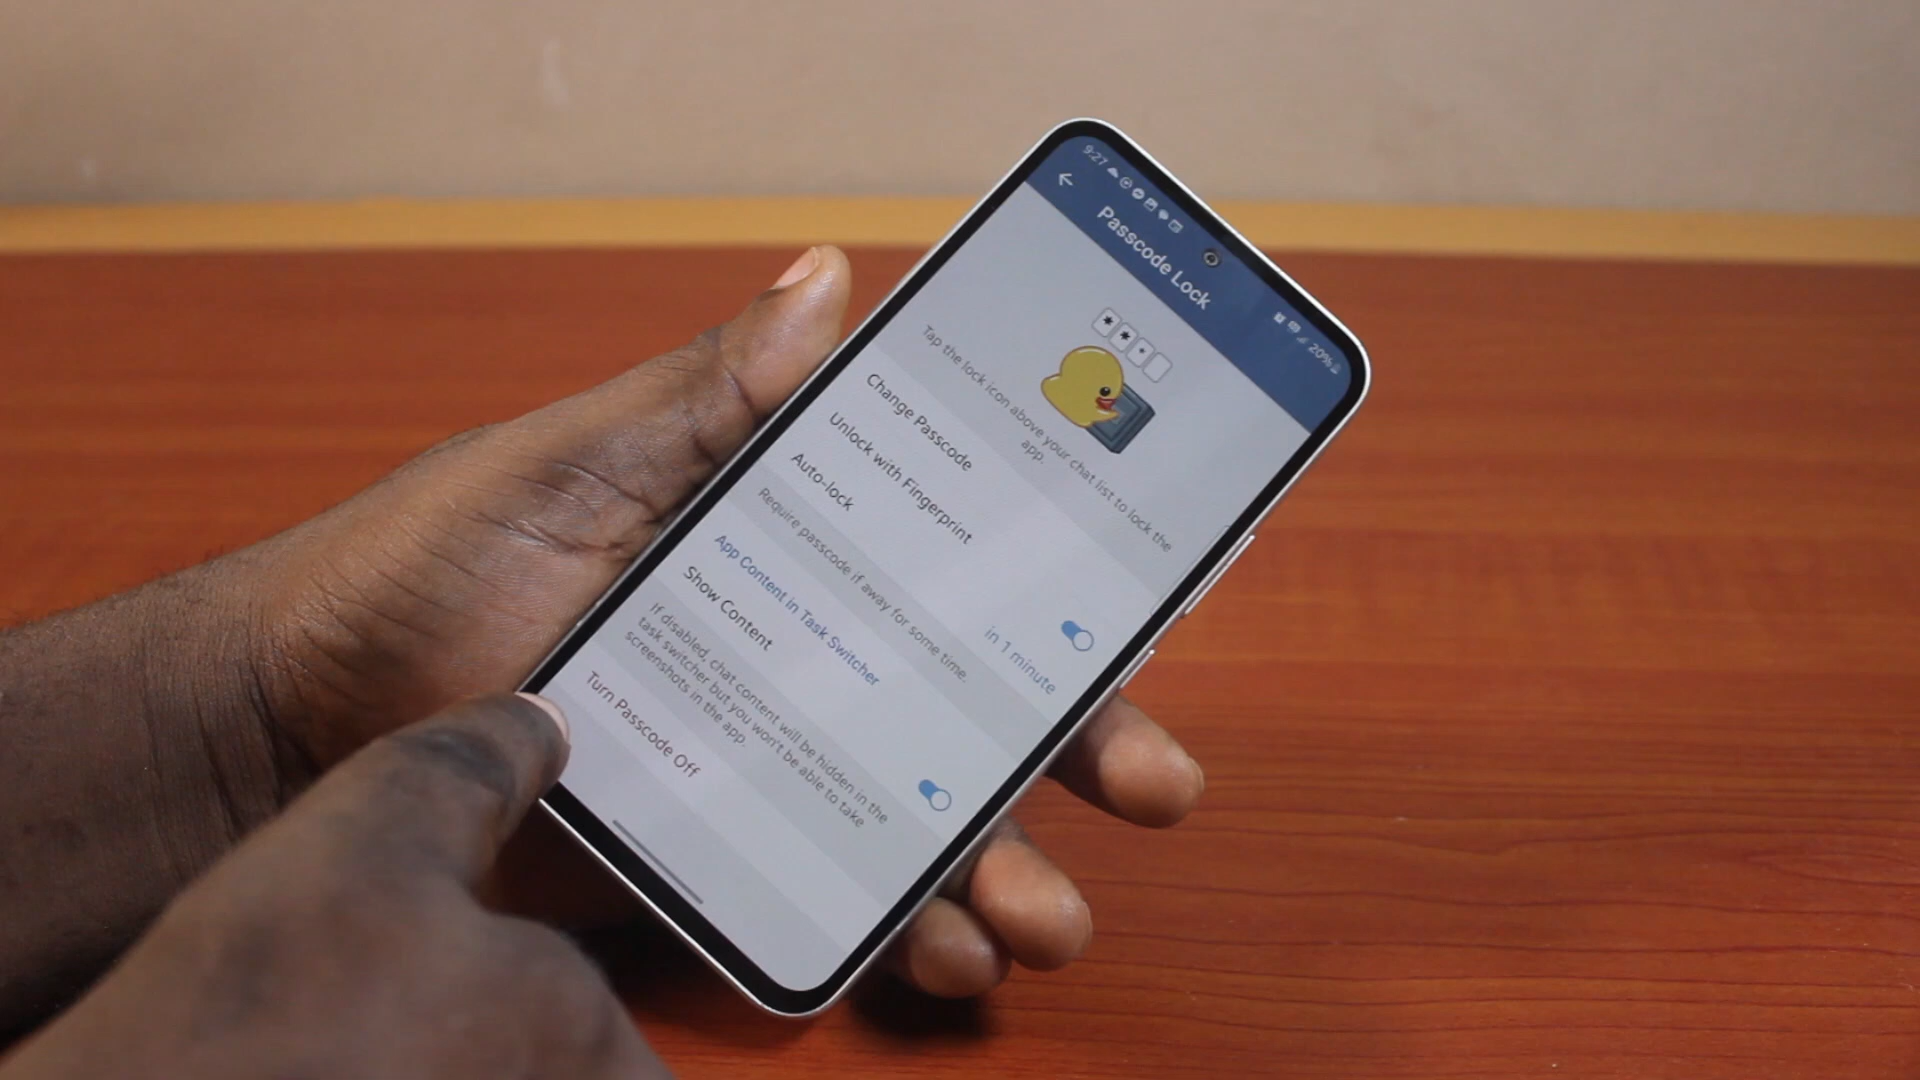 9:27
20%
Passcode Lock
* * *
Tap the lock icon above your chat list to lock the
app.
Change Passcode
Unlock with Fingerprint
Auto-lock
in 1 minute
Require passcode if away for some time.
App Content in Task Switcher
Show Content
If disabled, chat content will be hidden in the
task switcher but you won't be able to take
screenshots in the app.
Turn Passcode Off